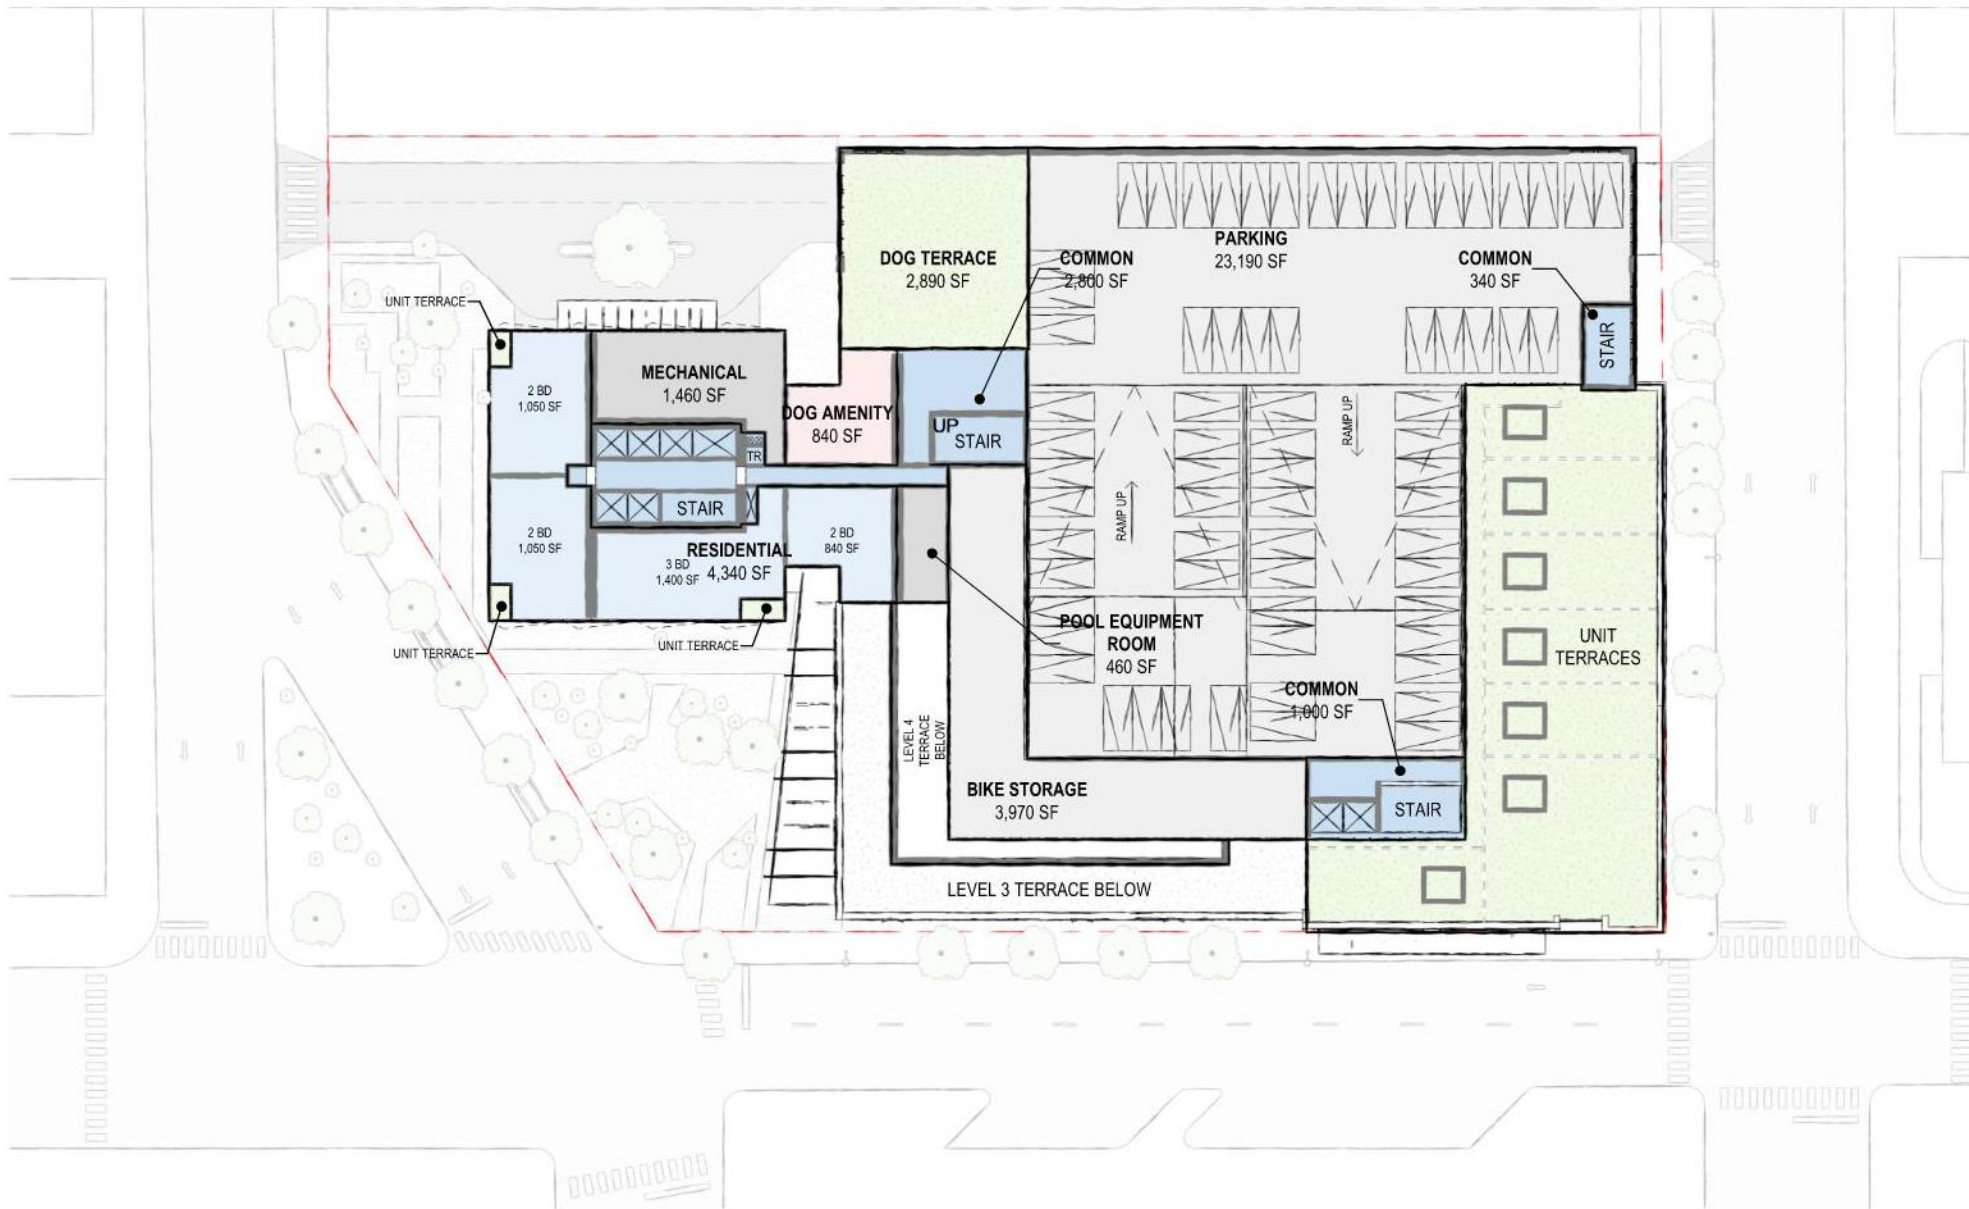 DOG TERRACE
2,890 SF
COMMON
2,800 SF
PARKING
23,190 SF
COMMON
340 SF
STAIR
UNIT TERRACE
2 BD
1,050 SF
MECHANICAL
1,460 SF
DOG AMENITY
840 SF
UP
STAIR
TR
RAMP UP
RAMP UP
STAIR
2 BD
1,050 SF
RESIDENTIAL
4,340 SF
3 BD
1,400 SF
2 BD
840 SF
UNIT TERRACE
UNIT TERRACE
POOL EQUIPMENT
ROOM
460 SF
UNIT
TERRACES
COMMON
1,000 SF
LEVEL 4
TERRACE
BELOW
BIKE STORAGE
3,970 SF
STAIR
LEVEL 3 TERRACE BELOW